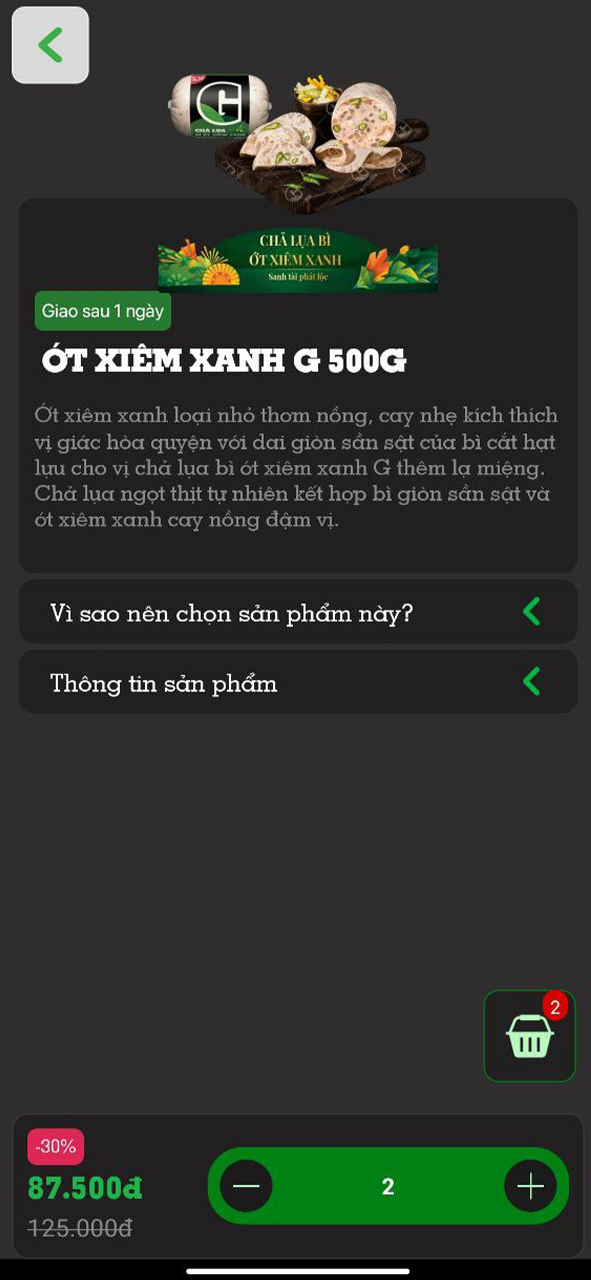 G
CHẢ LỤA
CHẢ LỤA BÌ
ỚT XIÊM XANH
Sanh tài phát lộc
Giao sau 1 ngày
ỚT XIÊM XANH G 500G
Ớt xiêm xanh loại nhỏ thơm nồng, cay nhẹ kích thích
vị giác hòa quyện với dai giòn sần sật của bì cắt hạt
lựu cho vị chả lụa bì ớt xiêm xanh G thêm lạ miệng.
Chả lụa ngọt thịt tự nhiên kết hợp bì giòn sần sật và
ớt xiêm xanh cay nồng đậm vị.
Vì sao nên chọn sản phẩm này?
Thông tin sản phẩm
2
-30%
87.500đ
2
125.000đ